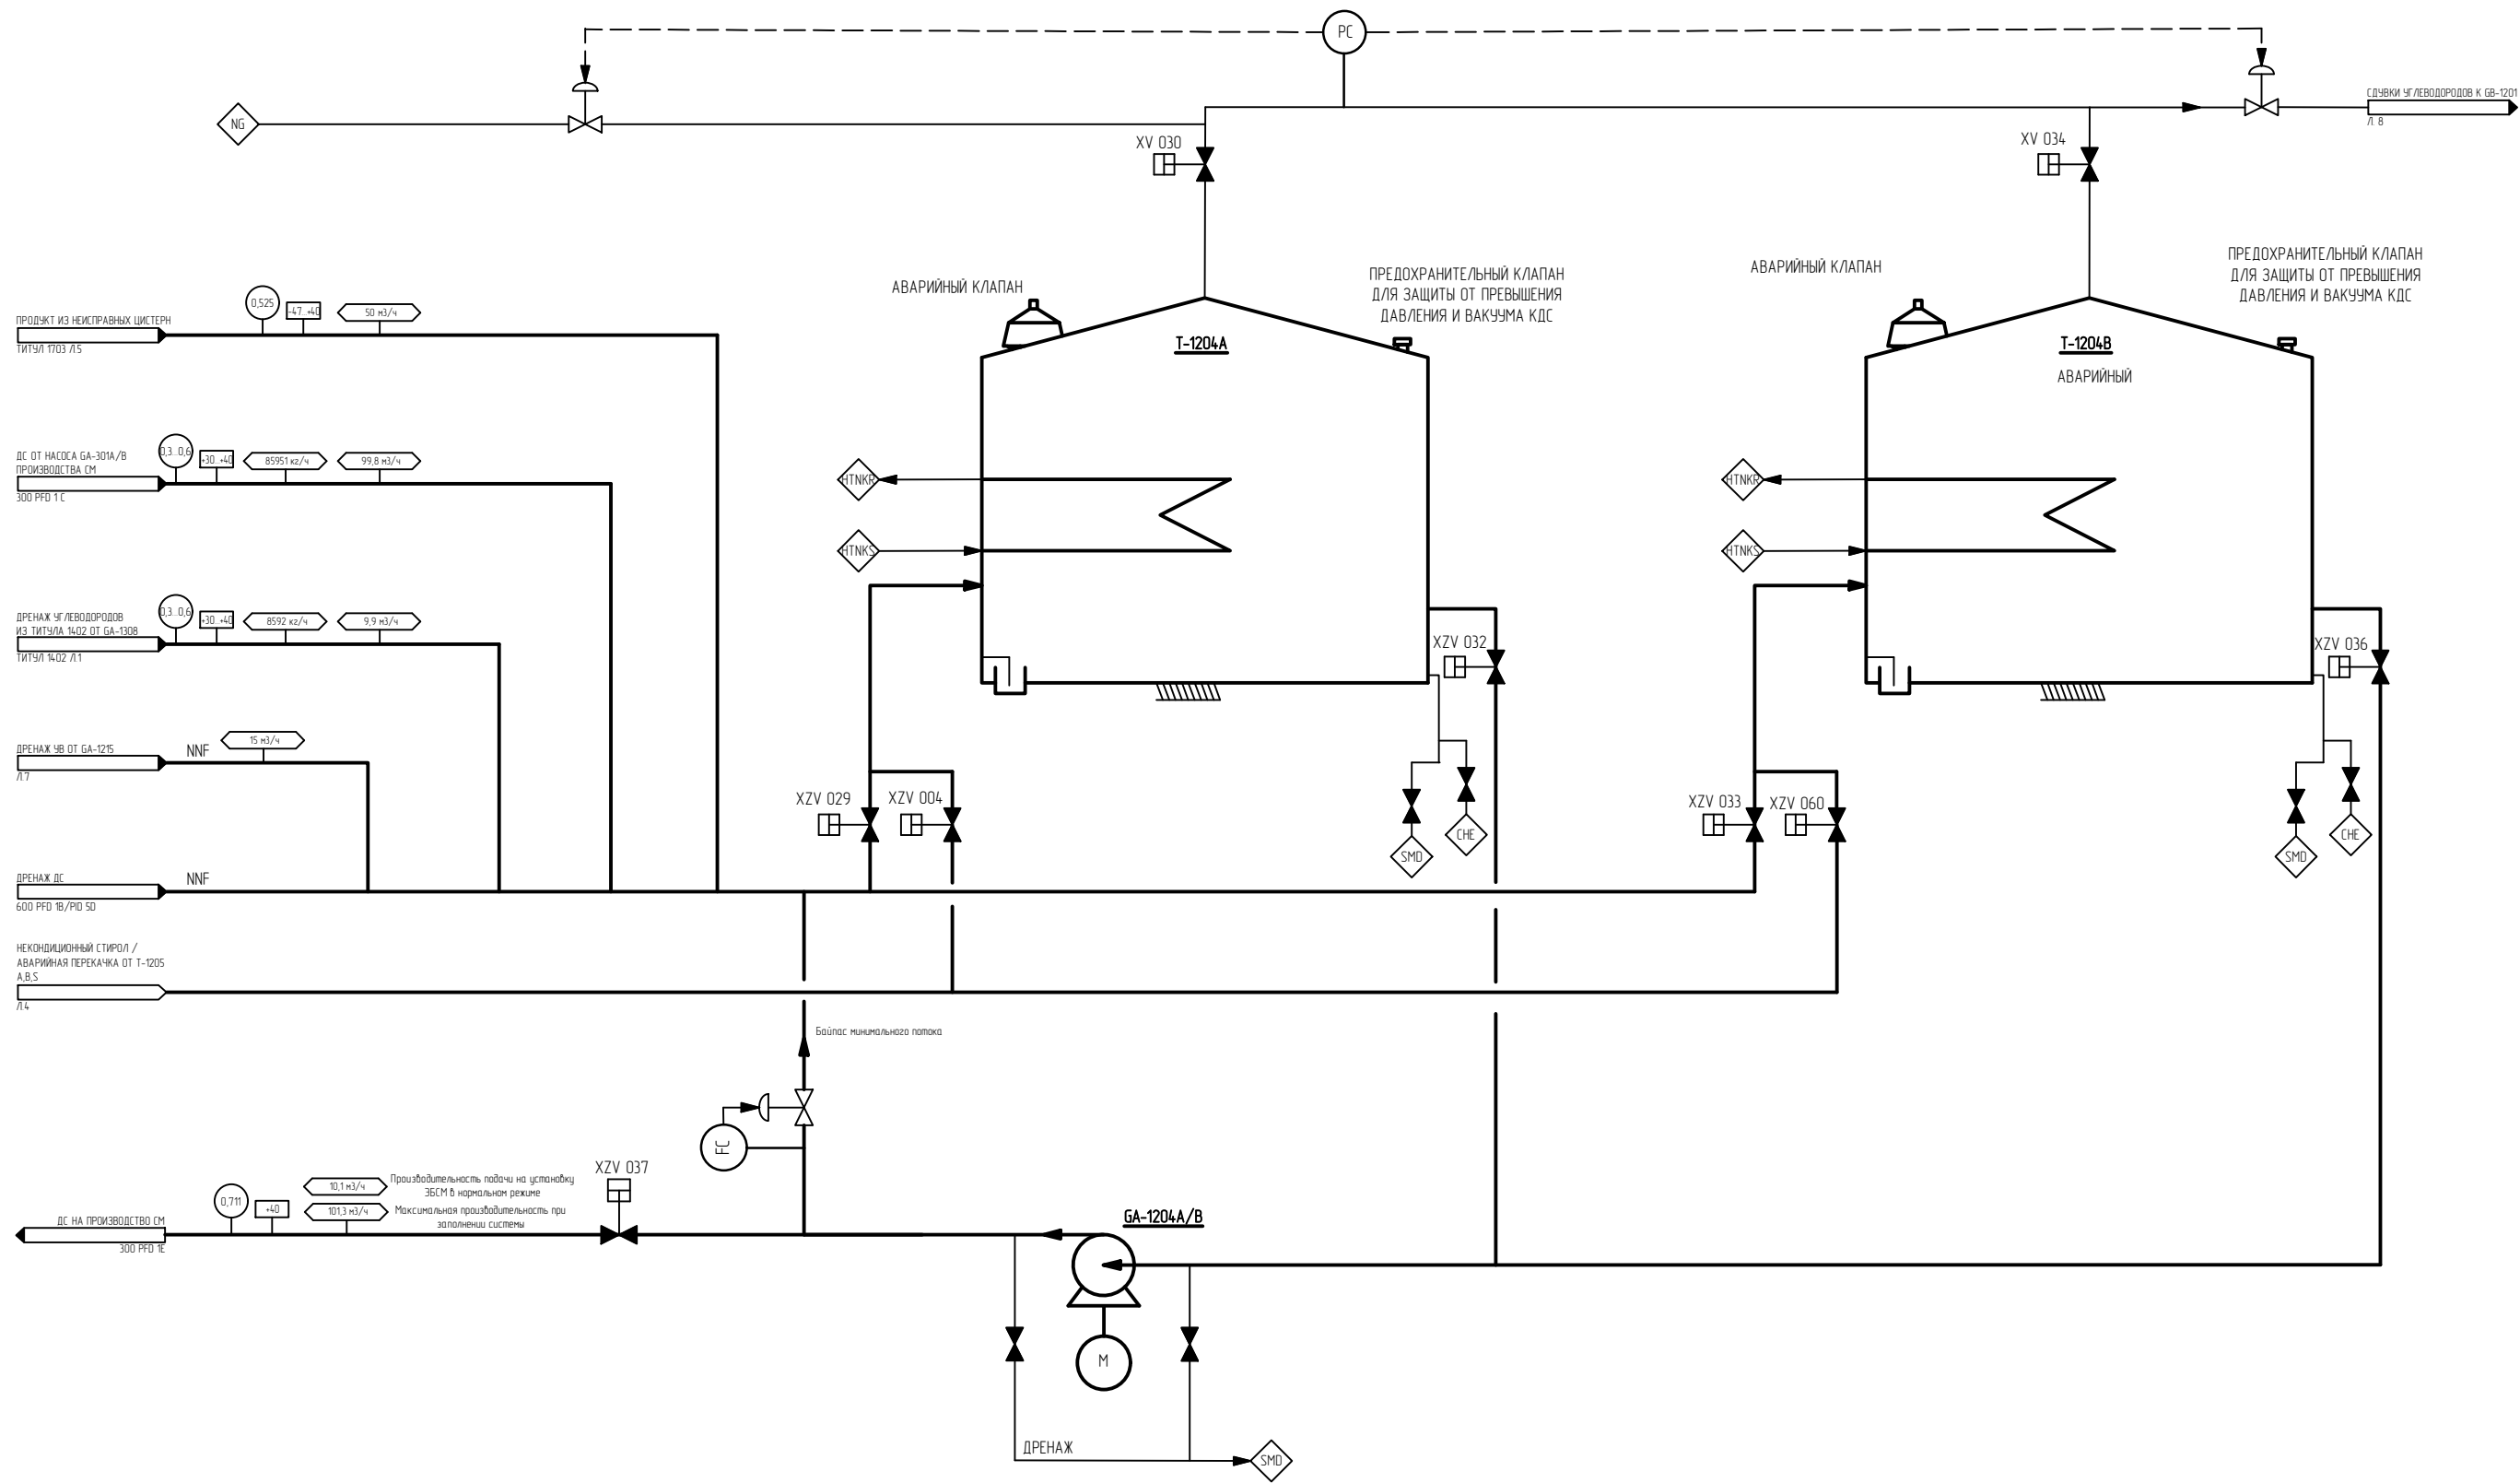 PC
NG
СДУВКИ УГЛЕВОДОРОДОВ К GB-1201
Л. 8
XV 030
XV 034
АВАРИЙНЫЙ КЛАПАН
ПРЕДОХРАНИТЕЛЬНЫЙ КЛАПАН
ДЛЯ ЗАЩИТЫ ОТ ПРЕВЫШЕНИЯ
ДАВЛЕНИЯ И ВАКУУМА КДС
АВАРИЙНЫЙ КЛАПАН
ПРЕДОХРАНИТЕЛЬНЫЙ КЛАПАН
ДЛЯ ЗАЩИТЫ ОТ ПРЕВЫШЕНИЯ
ДАВЛЕНИЯ И ВАКУУМА КДС
0,525
-47...+40
50 м3/ч
ПРОДУКТ ИЗ НЕИСПРАВНЫХ ЦИСТЕРН
ТИТУЛ 1703 Л.5
T-1204A
T-1204B
АВАРИЙНЫЙ
ДС ОТ НАСОСА GA-301A/B
ПРОИЗВОДСТВА СМ
300 PFD 1 C
0,3...0,6
+30...+40
85951 кг/ч
99,8 м3/ч
HTNKR
HTNKS
HTNKR
HTNKS
ДРЕНАЖ УГЛЕВОДОРОДОВ
ИЗ ТИТУЛА 1402 ОТ GA-1308
ТИТУЛ 1402 Л.1
0,3...0,6
+30...+40
8592 кг/ч
9,9 м3/ч
XZV 032
XZV 036
ДРЕНАЖ УВ ОТ GA-1215
Л.7
NNF
15 м3/ч
XZV 029
XZV 004
SMD
CHE
XZV 033
XZV 060
SMD
CHE
ДРЕНАЖ ДС
600 PFD 1B/PID 5D
NNF
НЕКОНДИЦИОННЫЙ СТИРОЛ /
АВАРИЙНАЯ ПЕРЕКАЧКА ОТ Т-1205
A,B,S
Л.4
Байпас минимального потока
FC
XZV 037
0,711
+40
10,1 м3/ч
101,3 м3/ч
Производительность подачи на установку
ЭБСМ в нормальном режиме
Максимальная производительность при
заполнении системы
ДС НА ПРОИЗВОДСТВО СМ
300 PFD 1E
GA-1204A/B
M
ДРЕНАЖ
SMD